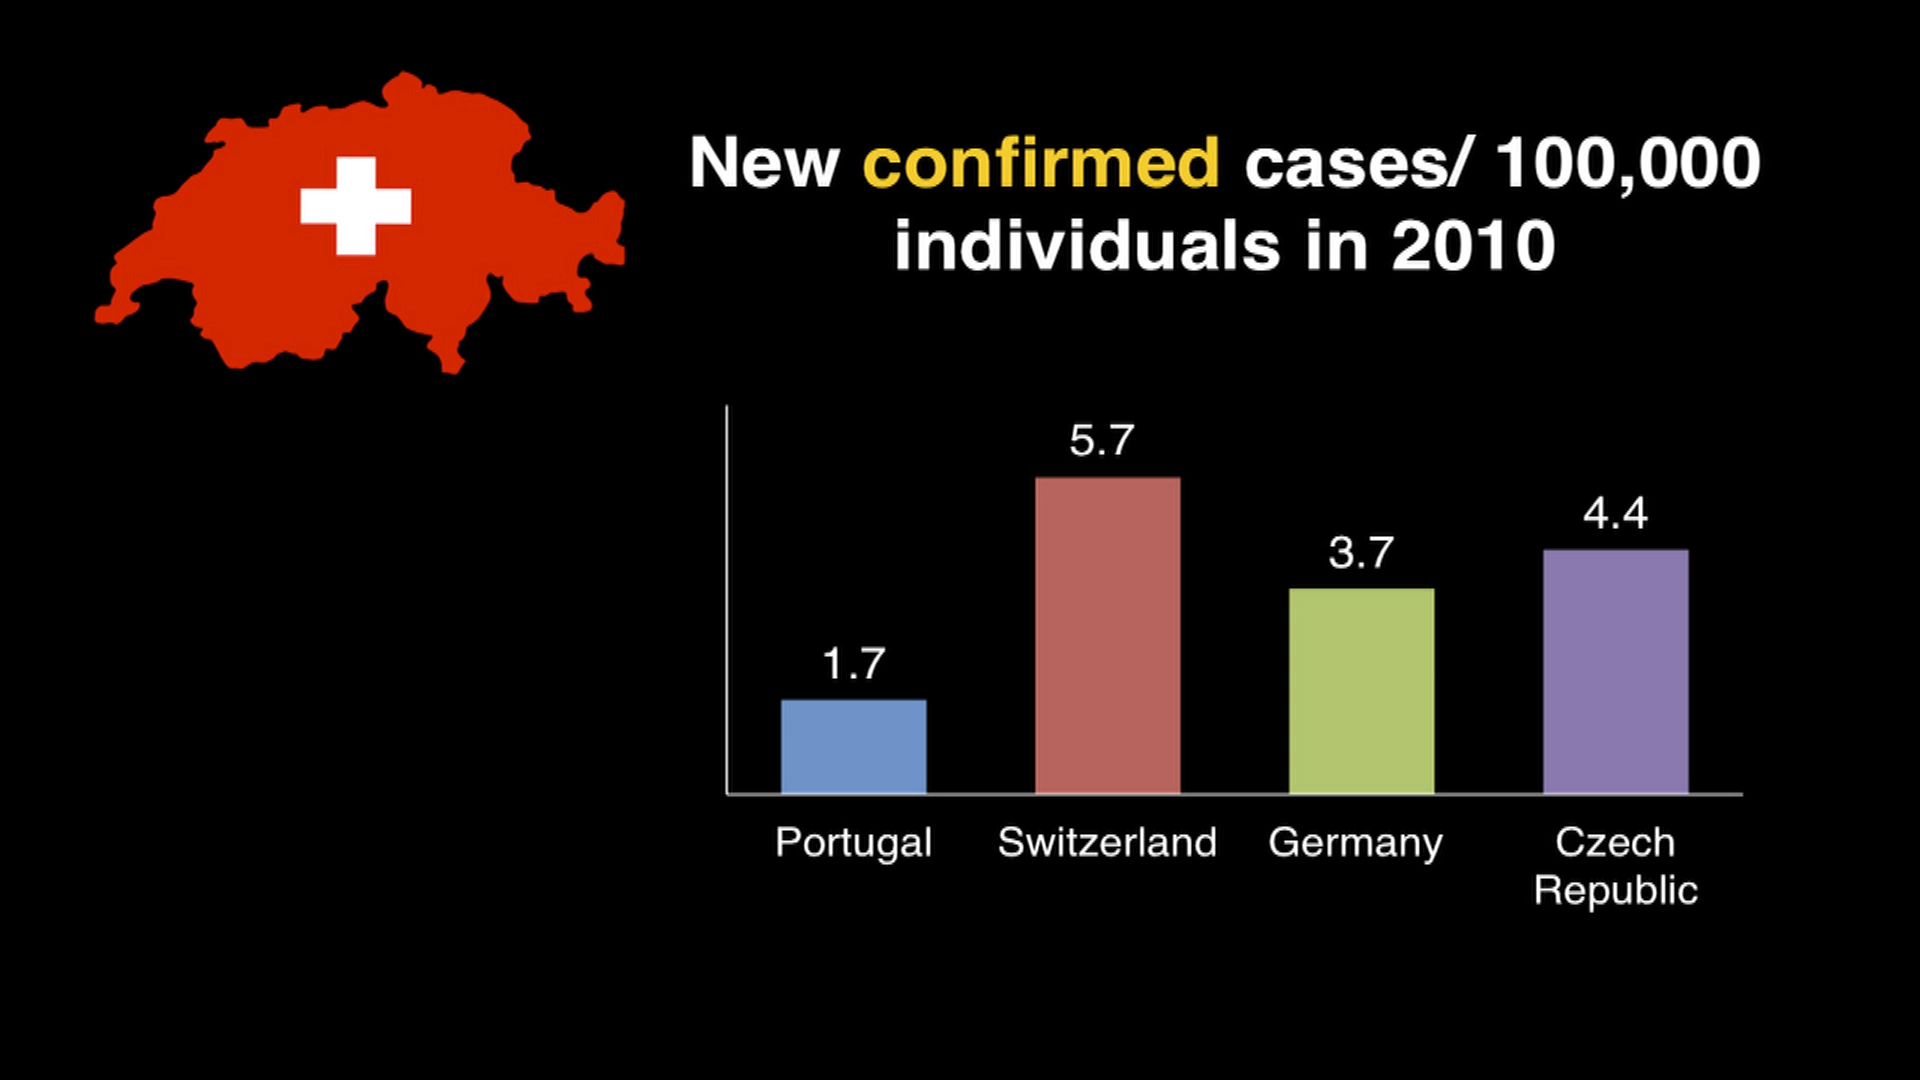 New confirmed cases/ 100,000
individuals in 2010
5.7
4.4
3.7
1.7
Portugal
Switzerland
Germany
Czech
Republic